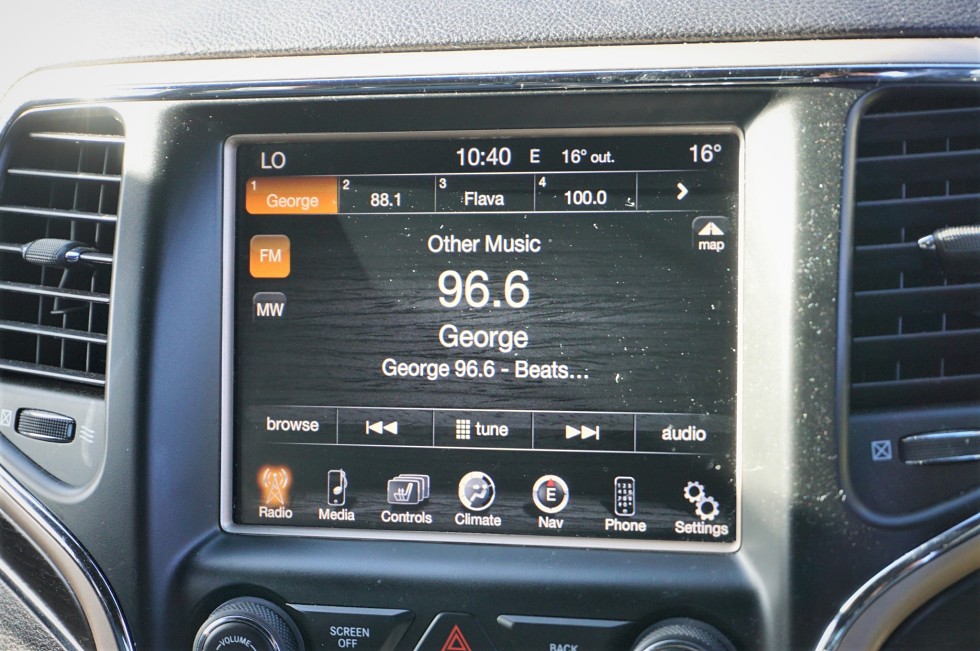 LO 10:40 E 16° out. 16°
1 George 2 88.1 3 Flava 4 100.0
FM
MW
map
Other Music
96.6
George
George 96.6 - Beats...
browse tune audio
Radio Media Controls Climate E Nav Phone Settings
VOLUME
SCREEN
OFF
BACK